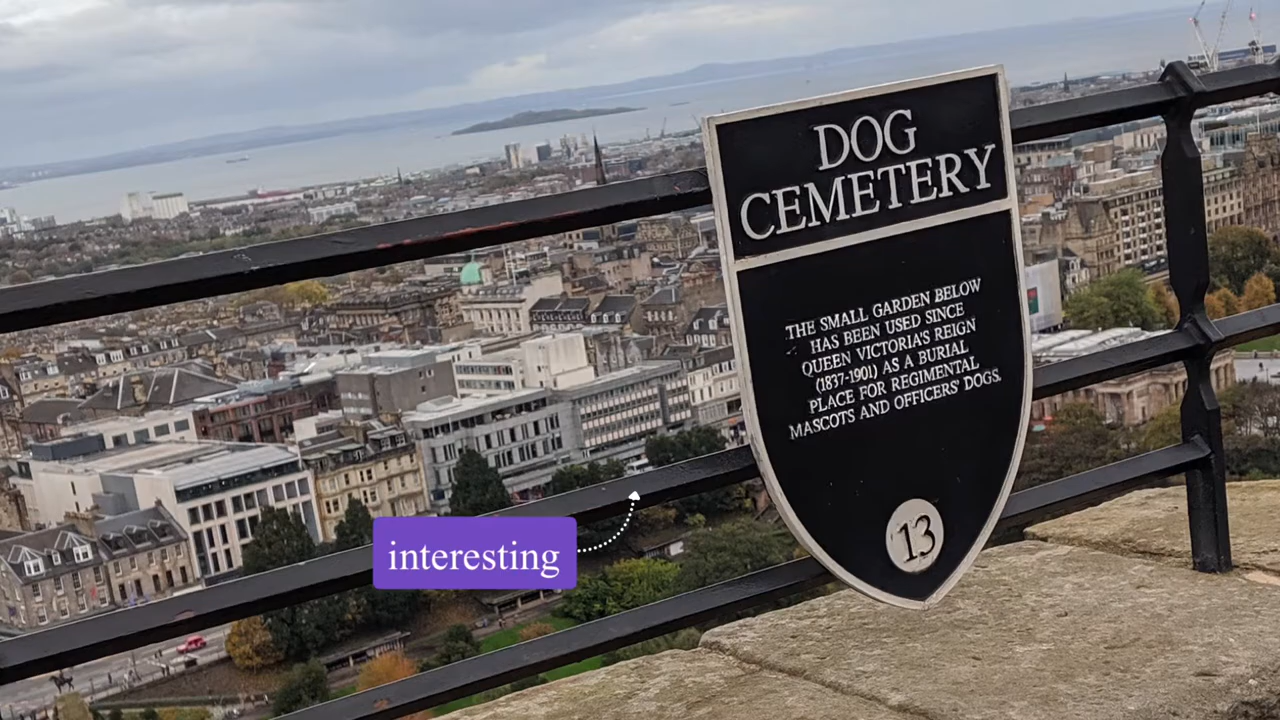 DOG
CEMETERY
THE SMALL GARDEN BELOW
HAS BEEN USED SINCE
QUEEN VICTORIA'S REIGN
(1837-1901) AS A BURIAL
PLACE FOR REGIMENTAL
MASCOTS AND OFFICERS' DOGS.
13
interesting